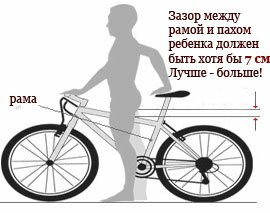 Зазор между
рамой и пахом
ребенка должен
быть хотя бы 7 см
Лучше - больше!
рама